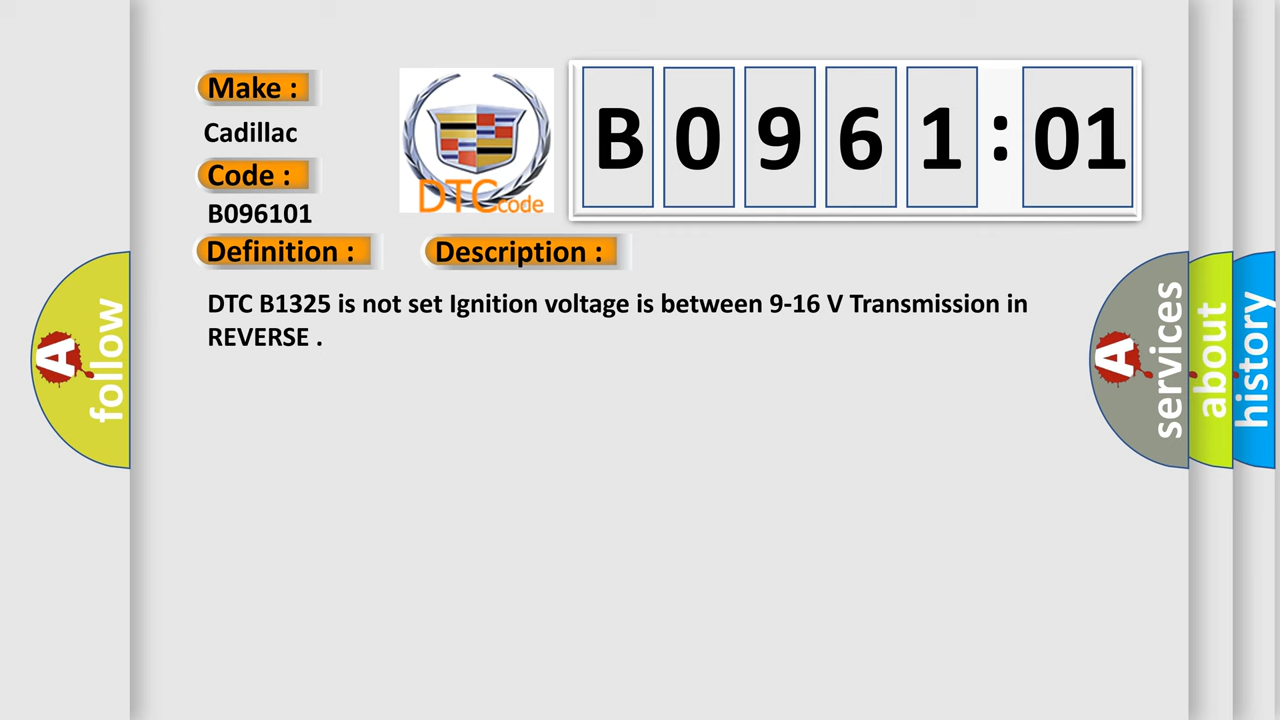 Make :
Cadillac
Code :
B096101
DTC code
B 0 9 6 1 : 01
Definition :
Description :
DTC B1325 is not set Ignition voltage is between 9-16 V Transmission in
REVERSE .
A follow
A services
about
history